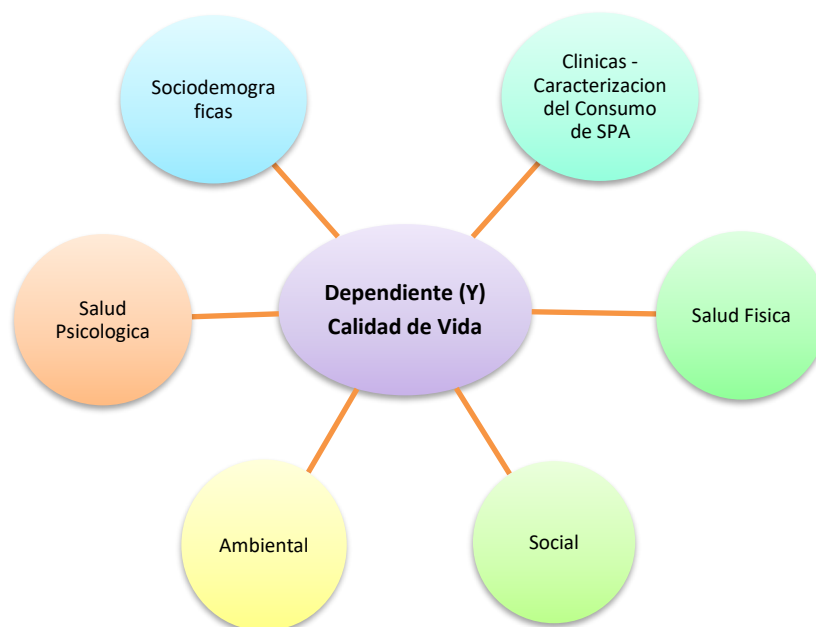 Sociodemogra
ficas
Clinicas -
Caracterizacion
del Consumo
de SPA
Dependiente (Y)
Calidad de Vida
Salud
Psicologica
Salud Fisica
Ambiental
Social